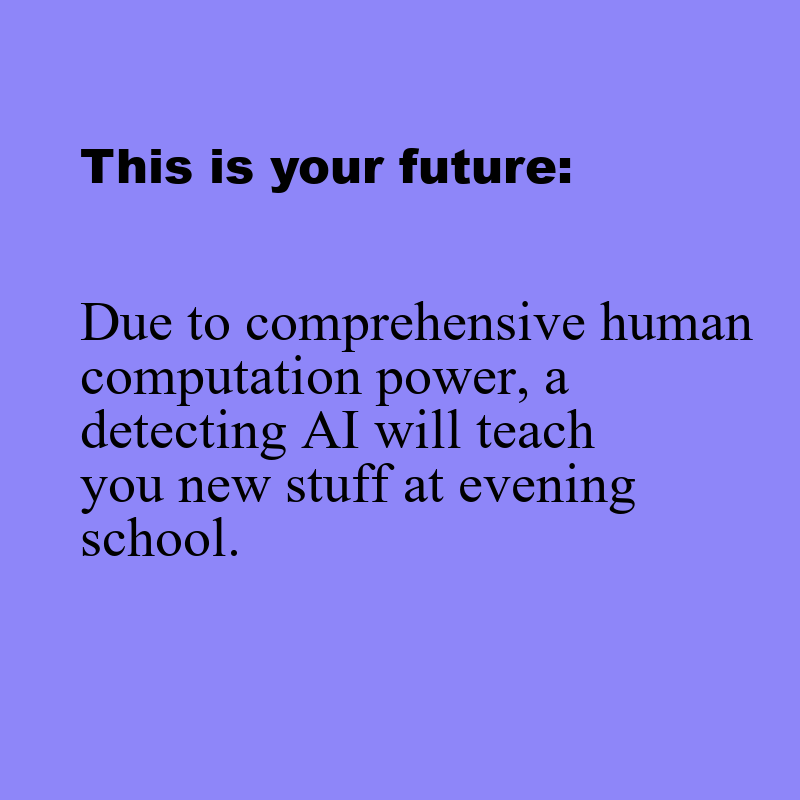 This is your future:
Due to comprehensive human
computation power, a
detecting AI will teach
you new stuff at evening
school.